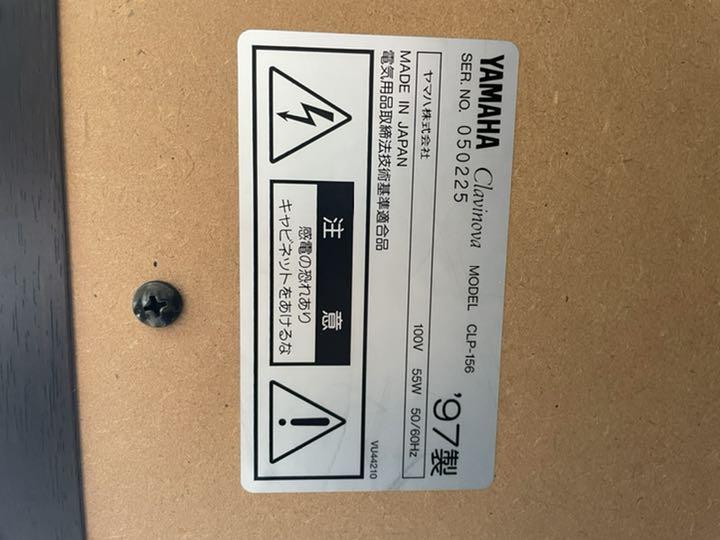 YAMAHA Clavinova MODEL CLP-156 '97製
SER. NO. 050225
ヤマハ株式会社 100V 55W 50/60Hz
MADE IN JAPAN
電気用品取締法技術基準適合品
VU44210
注意
感電の恐れあり
キャビネットをあけるな